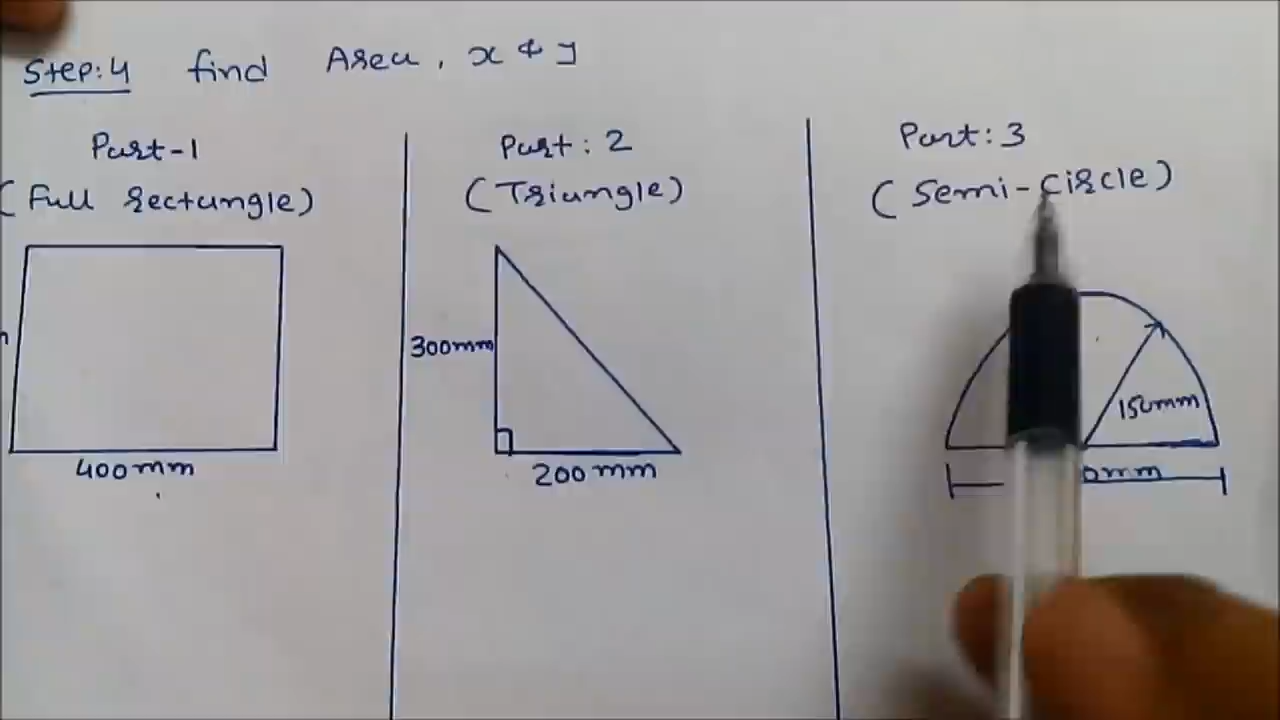 Step:4 find Area, x & y
Part-1
(Full rectangle)
400mm
Part: 2
(Triangle)
300mm
200mm
Part: 3
(Semi-circle)
150mm
0mm